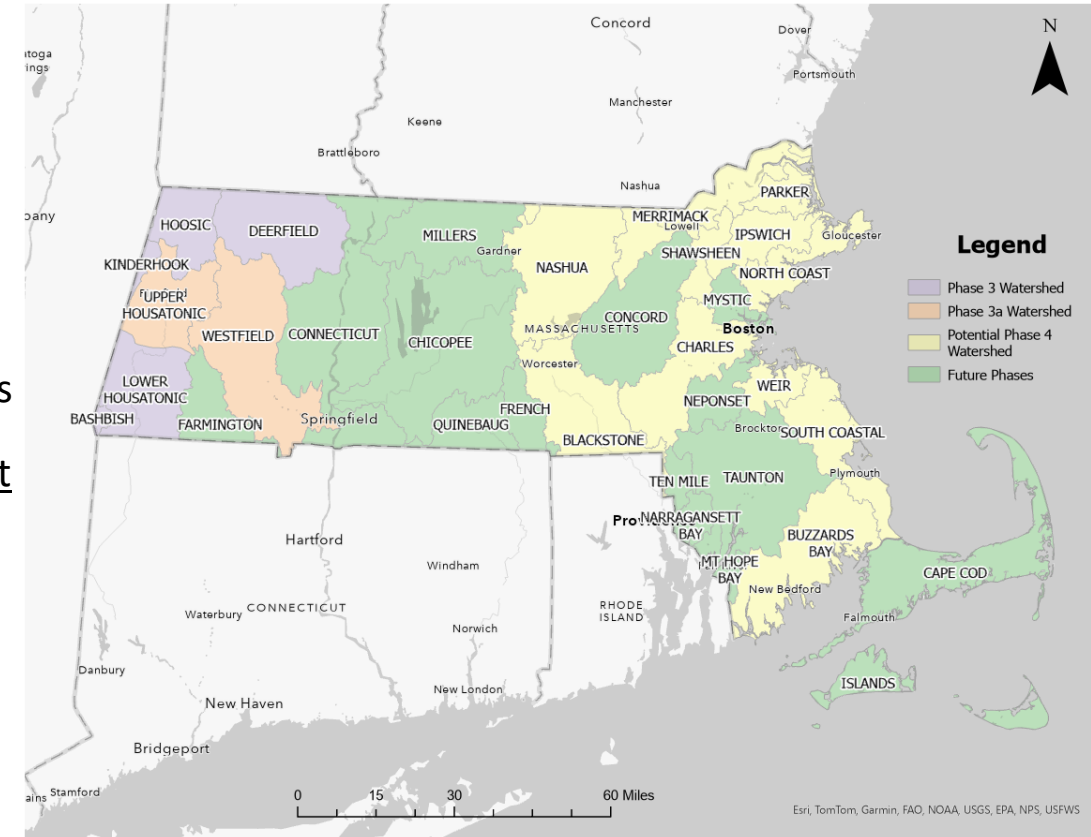 Concord
Dover
N
Portsmouth
Manchester
Keene
Brattleboro
Nashua
PARKER
MERRIMACK
Lowell
HOOSIC
DEERFIELD
MILLERS
IPSWICH
Gloucester
Gardner
SHAWSHEEN
KINDERHOOK
NASHUA
NORTH COAST
UPPER
HOUSATONIC
MYSTIC
CONCORD
MASSACHUSETTS
Boston
WESTFIELD
CONNECTICUT
CHICOPEE
CHARLES
Worcester
LOWER
HOUSATONIC
WEIR
NEPONSET
FRENCH
BASHBISH
FARMINGTON
Springfield
QUINEBAUG
BLACKSTONE
SOUTH COASTAL
Plymouth
TEN MILE
TAUNTON
NARRAGANSETT
BAY
BUZZARDS
BAY
MT HOPE
BAY
CAPE COD
New Bedford
Falmouth
ISLANDS
Hartford
Windham
Waterbury
CONNECTICUT
RHODE
ISLAND
Norwich
Danbury
New London
New Haven
Bridgeport
Stamford
Legend
Phase 3 Watershed
Phase 3a Watershed
Potential Phase 4
Watershed
Future Phases
0 15 30 60 Miles
Esri, TomTom, Garmin, FAO, NOAA, USGS, EPA, NPS, USFWS